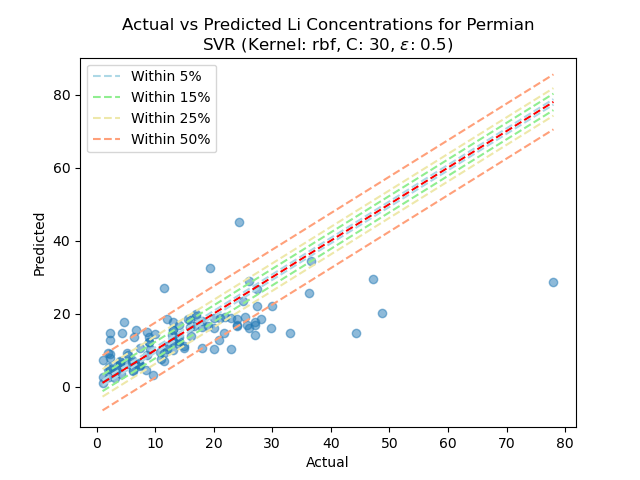 Actual vs Predicted Li Concentrations for Permian
SVR (Kernel: rbf, C: 30, ε: 0.5)
Within 5%
Within 15%
Within 25%
Within 50%
80
60
40
20
0
Predicted
0 10 20 30 40 50 60 70 80
Actual